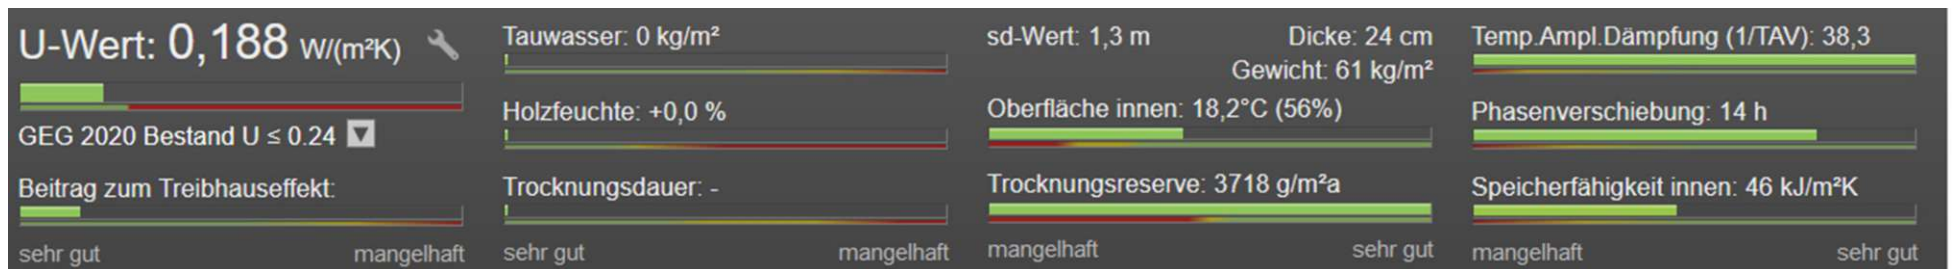 U-Wert: 0,188 W/(m²K)
GEG 2020 Bestand U ≤ 0.24
Beitrag zum Treibhauseffekt:
sehr gut mangelhaft
Tauwasser: 0 kg/m²
Holzfeuchte: +0,0 %
Trocknungsdauer: -
sehr gut mangelhaft
sd-Wert: 1,3 m Dicke: 24 cm
Gewicht: 61 kg/m²
Oberfläche innen: 18,2°C (56%)
Trocknungsreserve: 3718 g/m²a
mangelhaft sehr gut
Temp.Ampl.Dämpfung (1/TAV): 38,3
Phasenverschiebung: 14 h
Speicherfähigkeit innen: 46 kJ/m²K
mangelhaft sehr gut